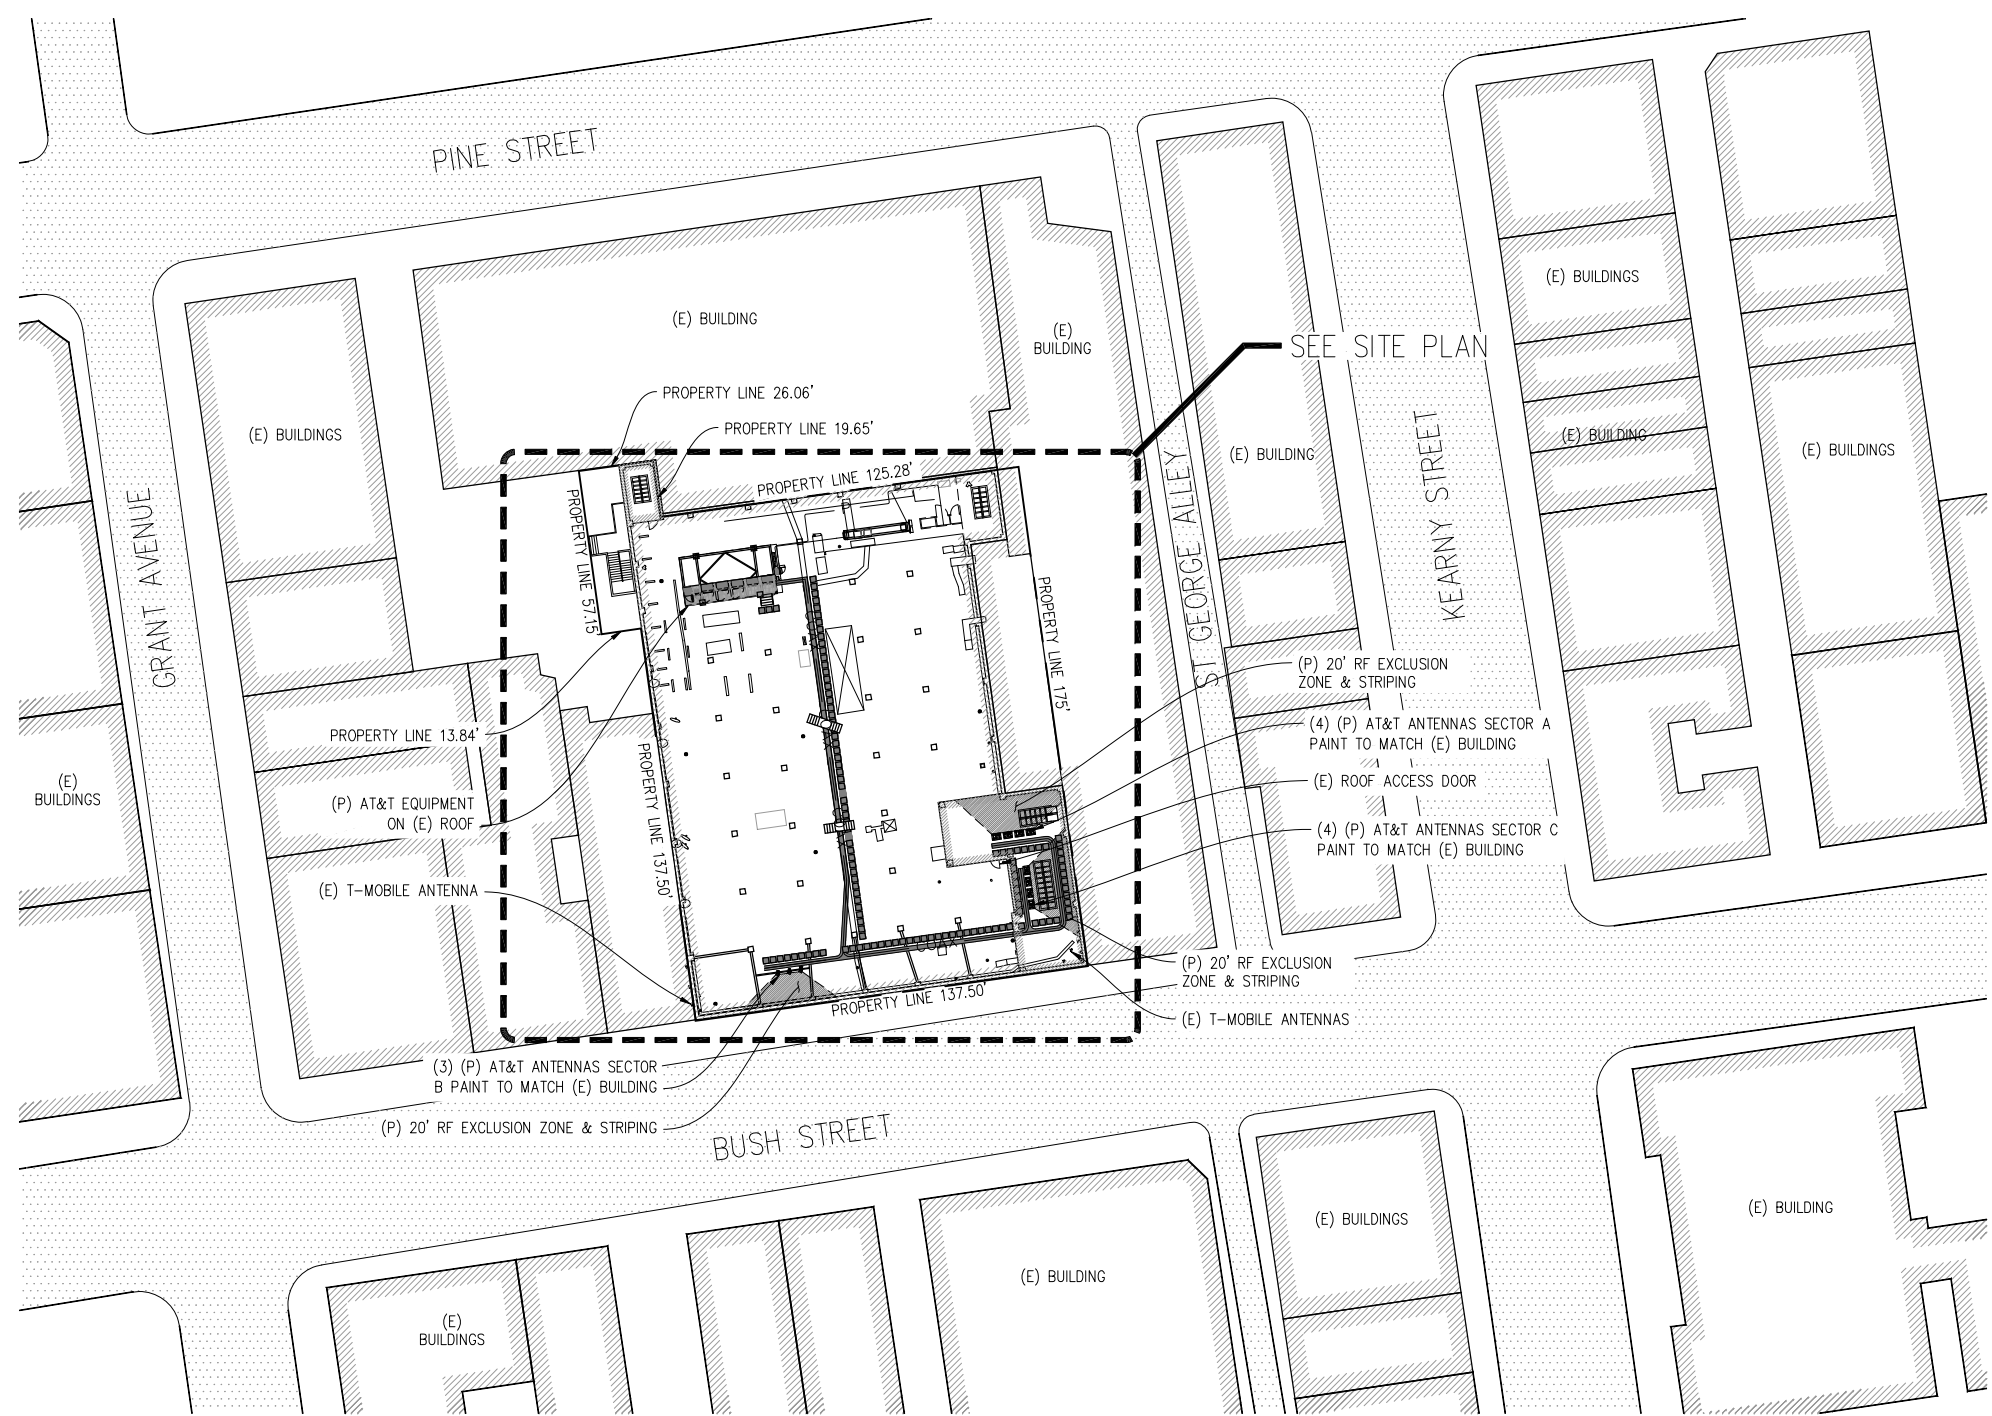 PINE STREET
(E) BUILDINGS
(E) BUILDING
(E)
BUILDING
SEE SITE PLAN
PROPERTY LINE 26.06'
PROPERTY LINE 19.65'
(E) BUILDINGS
(E) BUILDING
(E) BUILDING
(E) BUILDINGS
PROPERTY LINE 125.28'
PROPERTY LINE 57.15
GRANT AVENUE
ST GEORGE ALLEY
KEARNY STREET
PROPERTY LINE 175'
(P) 20' RF EXCLUSION
ZONE & STRIPING
(4) (P) AT&T ANTENNAS SECTOR A
PAINT TO MATCH (E) BUILDING
PROPERTY LINE 13.84'
(E)
BUILDINGS
(E) ROOF ACCESS DOOR
(P) AT&T EQUIPMENT
ON (E) ROOF
PROPERTY LINE 137.50'
(4) (P) AT&T ANTENNAS SECTOR C
PAINT TO MATCH (E) BUILDING
(E) T-MOBILE ANTENNA
COAX
(P) 20' RF EXCLUSION
ZONE & STRIPING
PROPERTY LINE 137.50'
(E) T-MOBILE ANTENNAS
(3) (P) AT&T ANTENNAS SECTOR
B PAINT TO MATCH (E) BUILDING
(P) 20' RF EXCLUSION ZONE & STRIPING
BUSH STREET
(E) BUILDING
(E) BUILDINGS
(E) BUILDING
(E)
BUILDINGS